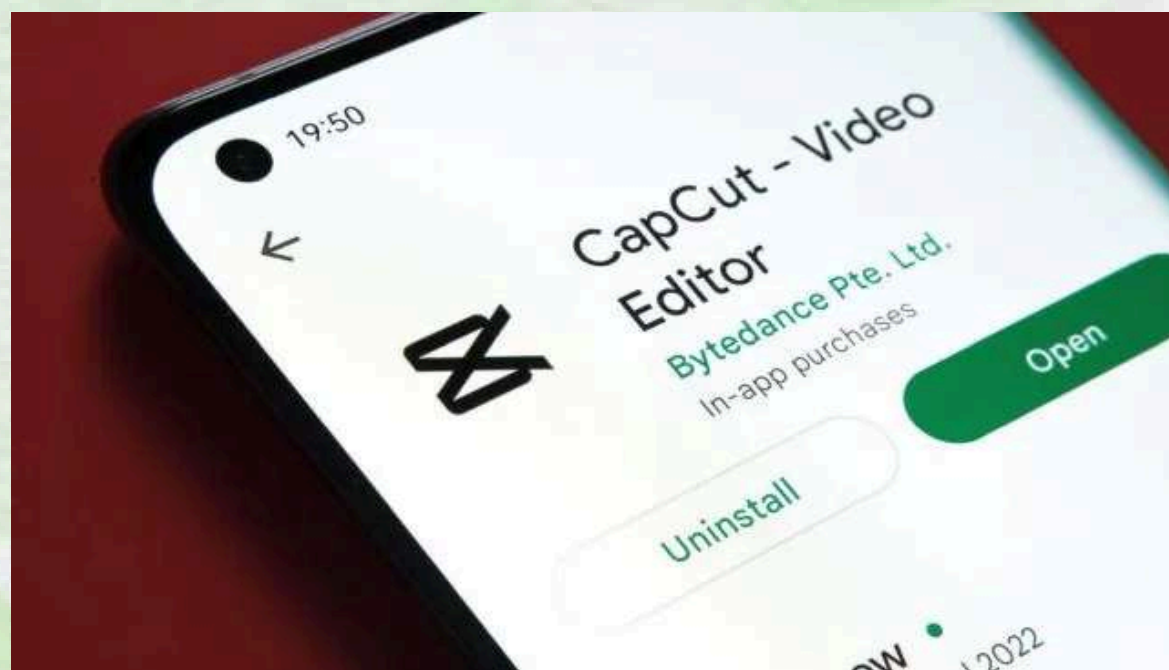 19:50
CapCut - Video
Editor
Bytedance Pte. Ltd.
In-app purchases
Uninstall
Open
2022